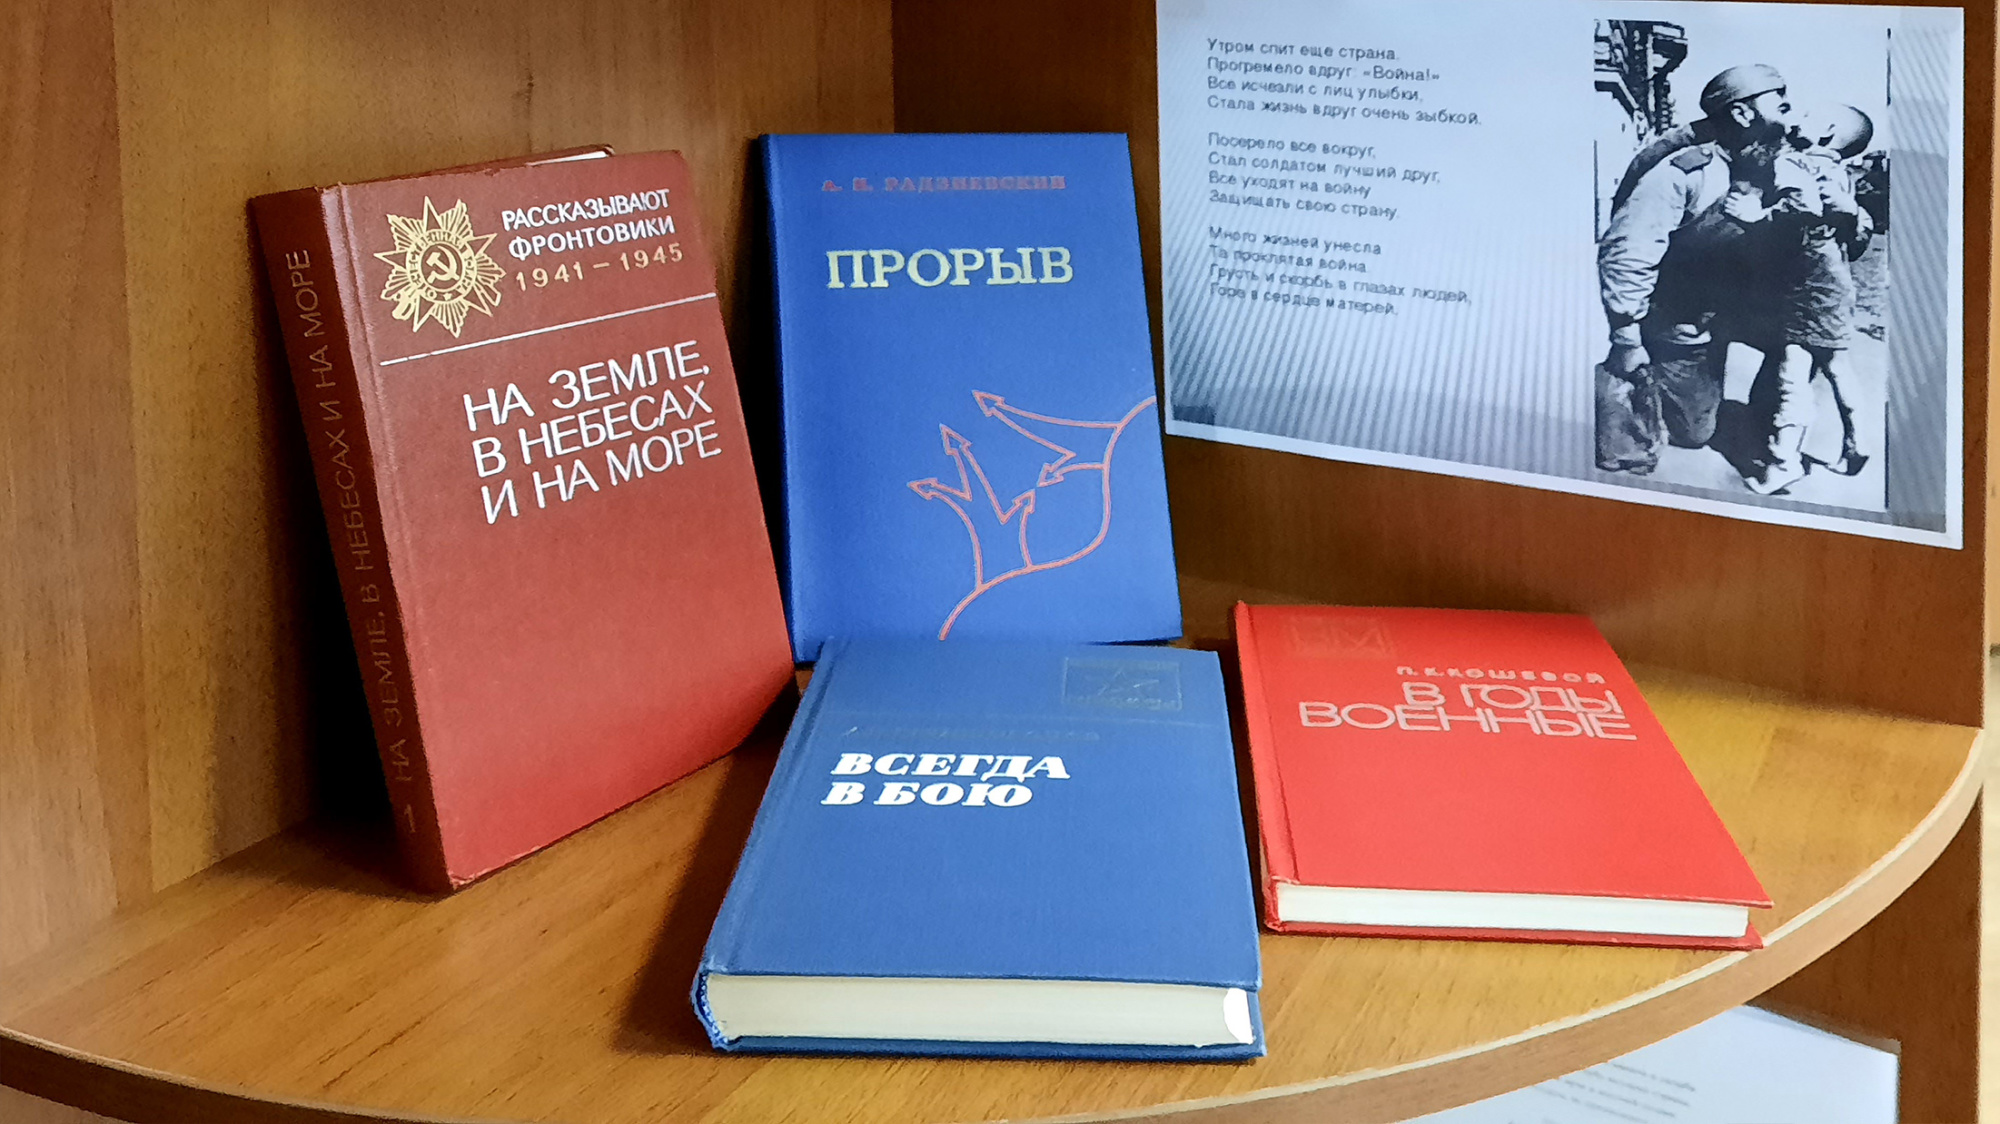 РАССКАЗЫВАЮТ
ФРОНТОВИКИ
1941-1945
ОТЕЧЕСТВЕННАЯ ВОЙНА
НА ЗЕМЛЕ,
В НЕБЕСАХ
И НА МОРЕ
1 НА ЗЕМЛЕ, В НЕБЕСАХ И НА МОРЕ
А. И. РАДЗИЕВСКИЙ
ПРОРЫВ
Утром спит еще страна.
Прогремело вдруг: «Война!»
Все исчезли с лиц улыбки,
Стала жизнь вдруг очень зыбкой.
Посерело все вокруг,
Стал солдатом лучший друг,
Все уходят на войну
Защищать свою страну.
Много жизней унесла
Та проклятая война.
Грусть и скорбь в глазах людей,
Горе в сердце матерей.
ВСЕГДА
В БОЮ
ВМ
П.К.КОШЕВОЙ
В ГОДЫ
ВОЕННЫЕ